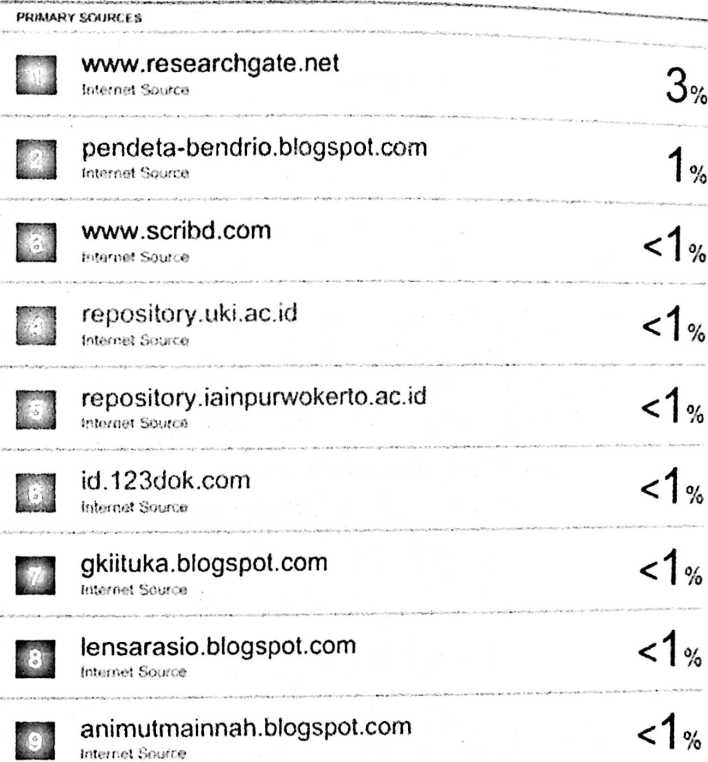 PRIMARY SOURCES
1 www.researchgate.net 3%
Internet Source
2 pendeta-bendrio.blogspot.com 1%
Internet Source
3 www.scribd.com <1%
Internet Source
4 repository.uki.ac.id <1%
Internet Source
5 repository.iainpurwokerto.ac.id <1%
Internet Source
6 id.123dok.com <1%
Internet Source
7 gkiituka.blogspot.com <1%
Internet Source
8 lensarasio.blogspot.com <1%
Internet Source
9 animutmainnah.blogspot.com <1%
Internet Source